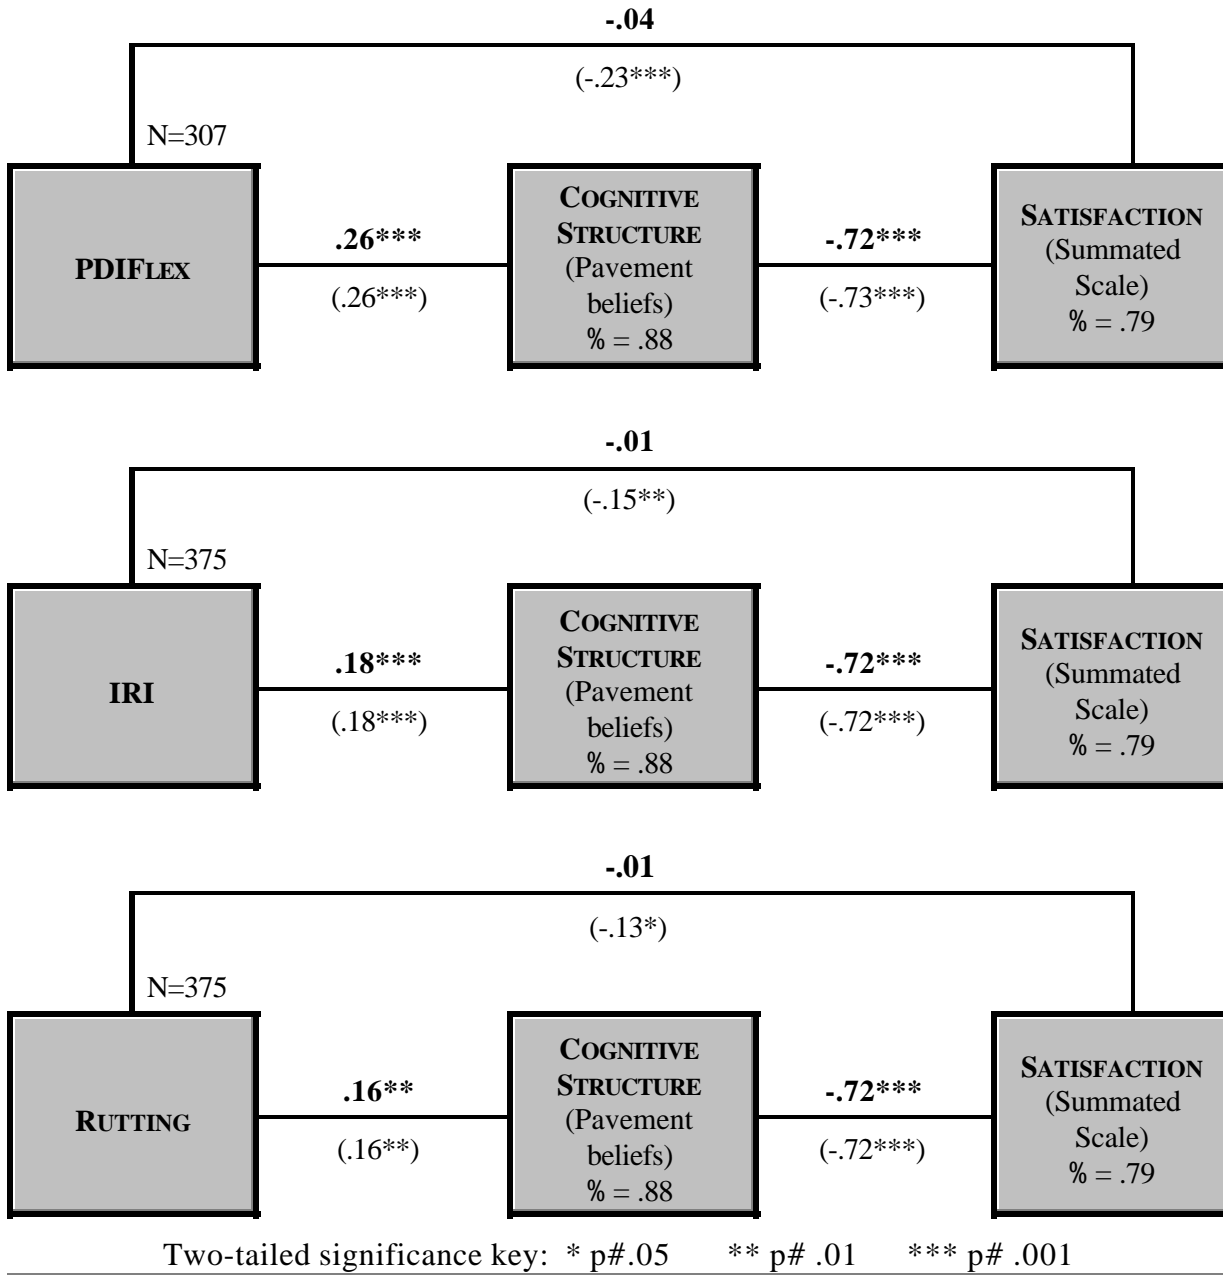 -.04
(-.23***)
N=307
PDIFLEX
.26***
(.26***)
COGNITIVE
STRUCTURE
(Pavement
beliefs)
% = .88
-.72***
(-.73***)
SATISFACTION
(Summated
Scale)
% = .79
-.01
(-.15**)
N=375
IRI
.18***
(.18***)
COGNITIVE
STRUCTURE
(Pavement
beliefs)
% = .88
-.72***
(-.72***)
SATISFACTION
(Summated
Scale)
% = .79
-.01
(-.13*)
N=375
RUTTING
.16**
(.16**)
COGNITIVE
STRUCTURE
(Pavement
beliefs)
% = .88
-.72***
(-.72***)
SATISFACTION
(Summated
Scale)
% = .79
Two-tailed significance key: * p#.05 ** p# .01 *** p# .001